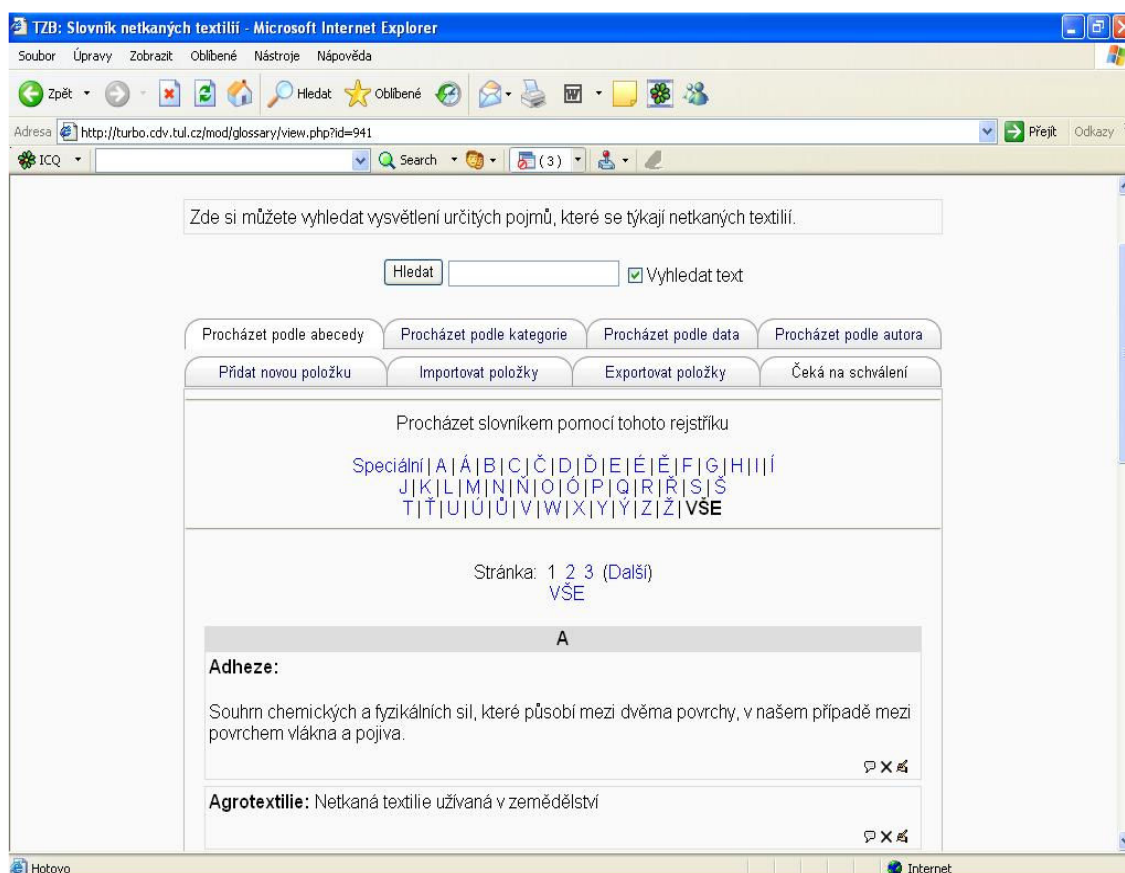 TZB: Slovník netkaných textilií - Microsoft Internet Explorer
Soubor Úpravy Zobrazit Oblíbené Nástroje Nápověda
Zpět Hledat Oblíbené
Adresa http://turbo.cdv.tul.cz/mod/glossary/view.php?id=941 Přejít Odkazy
ICQ Search (3)
Zde si můžete vyhledat vysvětlení určitých pojmů, které se týkají netkaných textilií.
Hledat Vyhledat text
Procházet podle abecedy Procházet podle kategorie Procházet podle data Procházet podle autora
Přidat novou položku Importovat položky Exportovat položky Čeká na schválení
Procházet slovníkem pomocí tohoto rejstříku
Speciální | A | Á | B | C | Č | D | Ď | E | É | Ě | F | G | H | I | Í
J | K | L | M | N | Ň | O | Ó | P | Q | R | Ř | S | Š
T | Ť | U | Ú | Ů | V | W | X | Y | Ý | Z | Ž | VŠE
Stránka: 1 2 3 (Další)
VŠE
A
Adheze:
Souhrn chemických a fyzikálních sil, které působí mezi dvěma povrchy, v našem případě mezi
povrchem vlákna a pojiva.
Agrotextilie: Netkaná textilie užívaná v zemědělství
Hotovo Internet